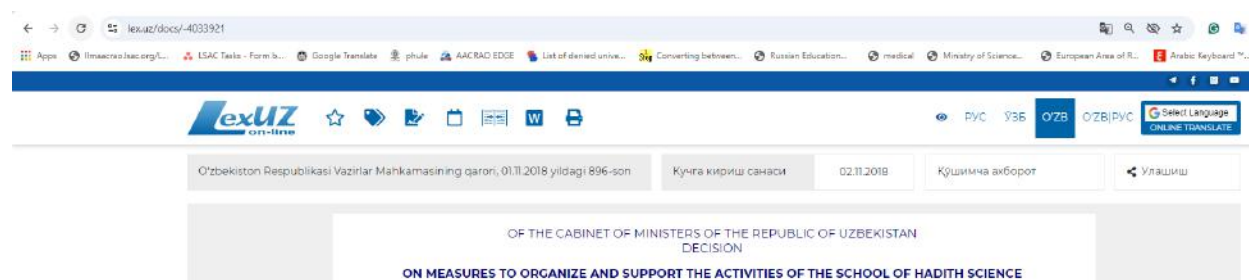 lex.uz/docs/-4033921
Apps ilmaacrao.lsac.org/L... LSAC Tasks - Form b... Google Translate phule AACRAO EDGE List of denied unive... Converting between... Russian Education... medical Ministry of Science... European Area of R... Arabic Keyboard ™...
LexUZ on-line РУС ЎЗБ O'ZB O'ZB|РУС Select Language
ONLINE TRANSLATE
O'zbekiston Respublikasi Vazirlar Mahkamasining qarori, 01.11.2018 yildagi 896-son Кучга кириш санаси 02.11.2018 Қўшимча ахборот Улашиш
OF THE CABINET OF MINISTERS OF THE REPUBLIC OF UZBEKISTAN
DECISION
ON MEASURES TO ORGANIZE AND SUPPORT THE ACTIVITIES OF THE SCHOOL OF HADITH SCIENCE